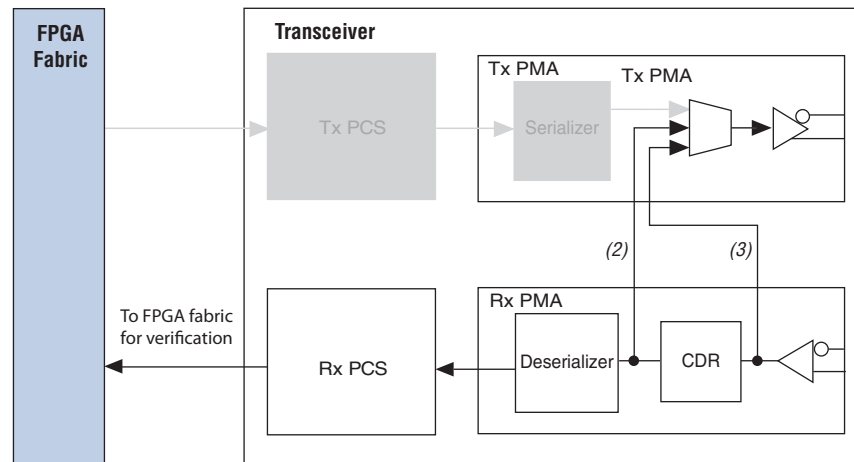 FPGA
Fabric
Transceiver
Tx PMA
Tx PMA
Tx PCS
Serializer
(2)
(3)
To FPGA fabric
for verification
Rx PMA
Rx PCS
Deserializer
CDR